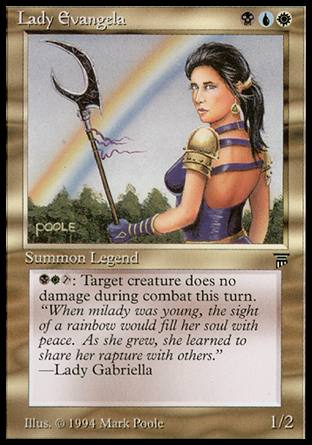 Lady Evangela
POOLE
Summon Legend
: Target creature does no
damage during combat this turn.
"When milady was young, the sight
of a rainbow would fill her soul with
peace. As she grew, she learned to
share her rapture with others."
—Lady Gabriella
Illus. © 1994 Mark Poole 1/2